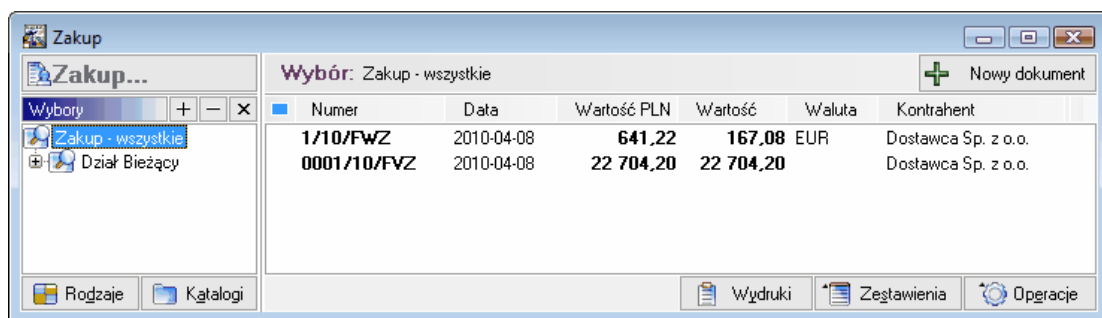 Zakup
Zakup...
Wybór: Zakup - wszystkie
Nowy dokument
Wybory
Numer Data Wartość PLN Wartość Waluta Kontrahent
Zakup - wszystkie
1/10/FWZ 2010-04-08 641,22 167,08 EUR Dostawca Sp. z o.o.
Dział Bieżący
0001/10/FVZ 2010-04-08 22 704,20 22 704,20 Dostawca Sp. z o.o.
Rodzaje Katalogi Wydruki Zestawienia Operacje